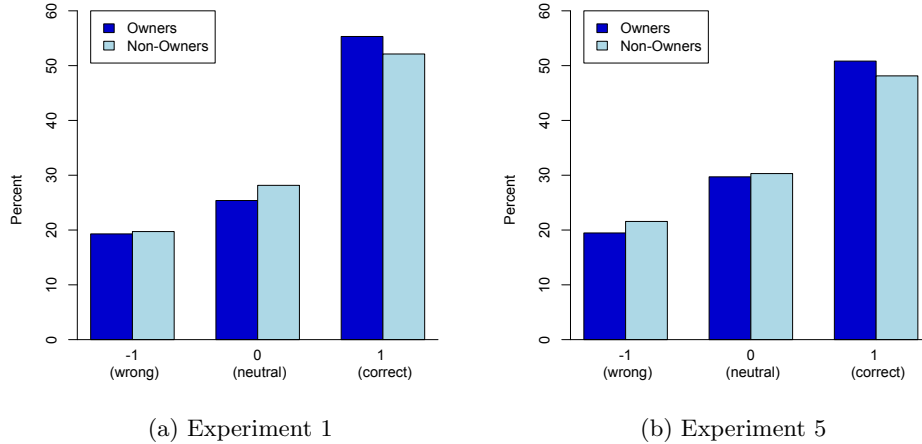 Percent
60
50
40
30
20
10
0
Owners
Non-Owners
-1
(wrong)
0
(neutral)
1
(correct)
(a) Experiment 1
Percent
60
50
40
30
20
10
0
Owners
Non-Owners
-1
(wrong)
0
(neutral)
1
(correct)
(b) Experiment 5